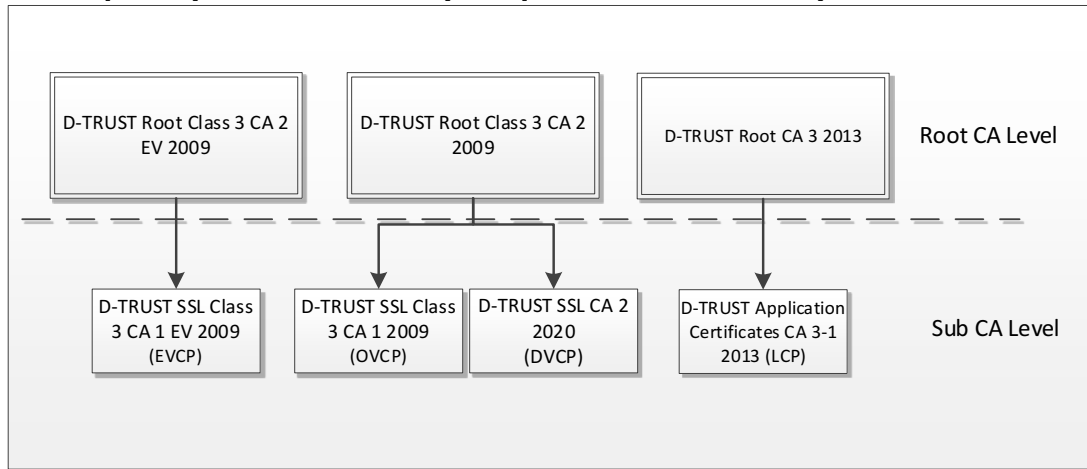 D-TRUST Root Class 3 CA 2
EV 2009
D-TRUST Root Class 3 CA 2
2009
D-TRUST Root CA 3 2013
Root CA Level
D-TRUST SSL Class
3 CA 1 EV 2009
(EVCP)
D-TRUST SSL Class
3 CA 1 2009
(OVCP)
D-TRUST SSL CA 2
2020
(DVCP)
D-TRUST Application
Certificates CA 3-1
2013 (LCP)
Sub CA Level